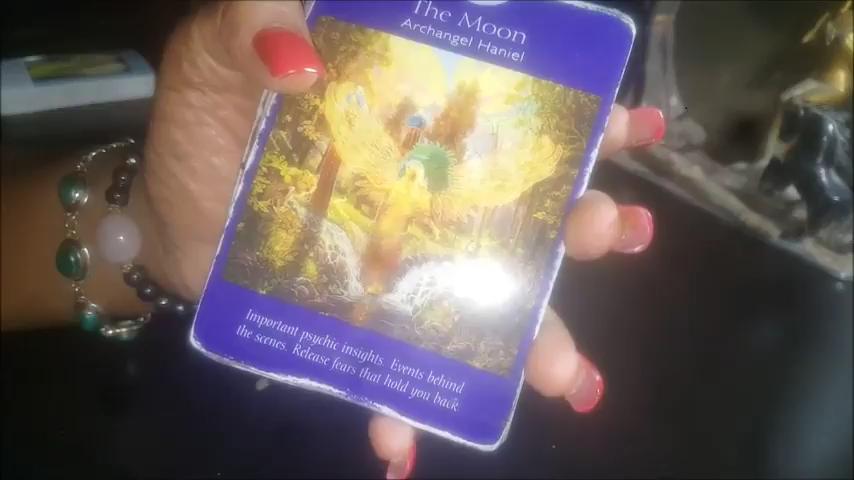 The Moon
Archangel Haniel
Important psychic insights. Events behind
the scenes. Release fears that hold you back